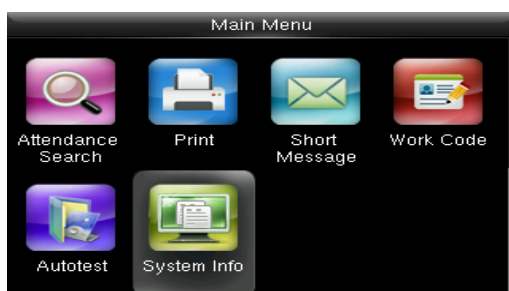 Main Menu
Attendance
Search
Print
Short
Message
Work Code
Autotest
System Info